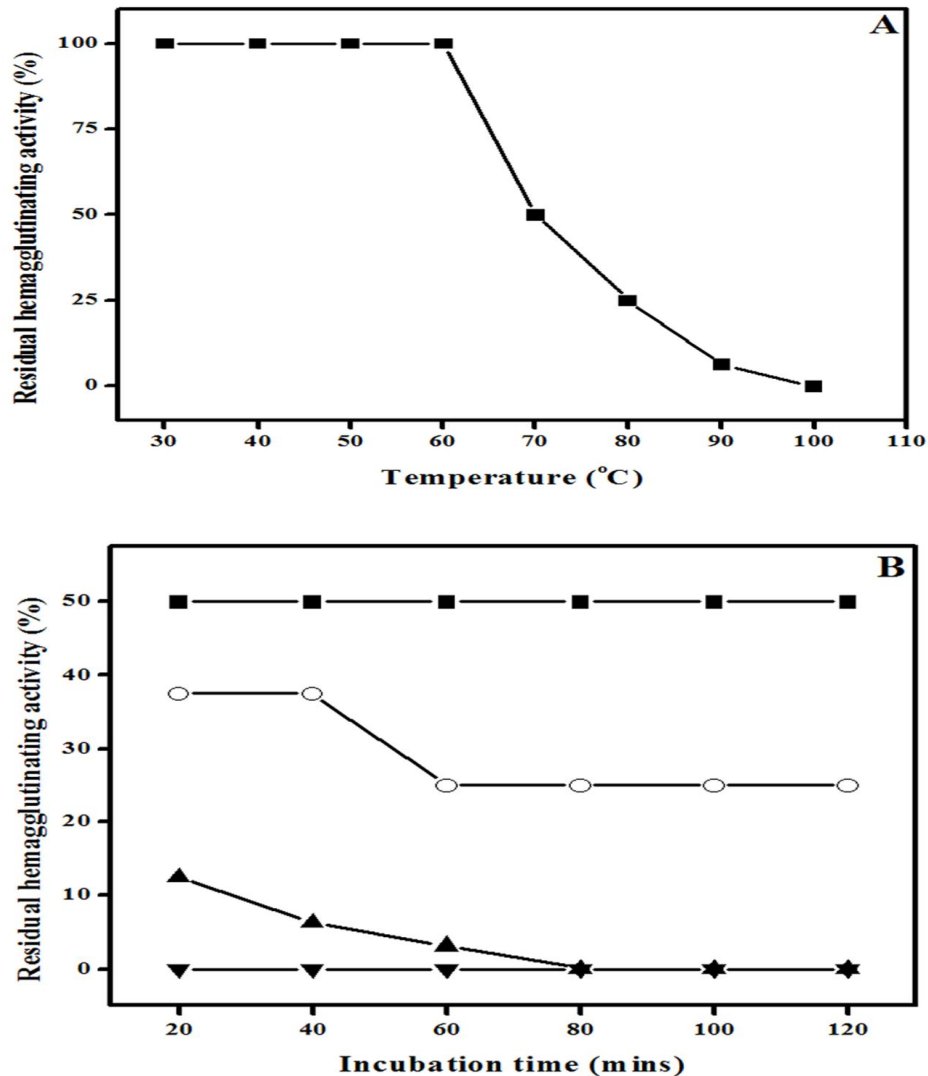 A
Residual hemagglutinating activity (%)
100
75
50
25
0
30 40 50 60 70 80 90 100 110
Temperature (°C)
B
Residual hemagglutinating activity (%)
50
40
30
20
10
0
20 40 60 80 100 120
Incubation time (mins)